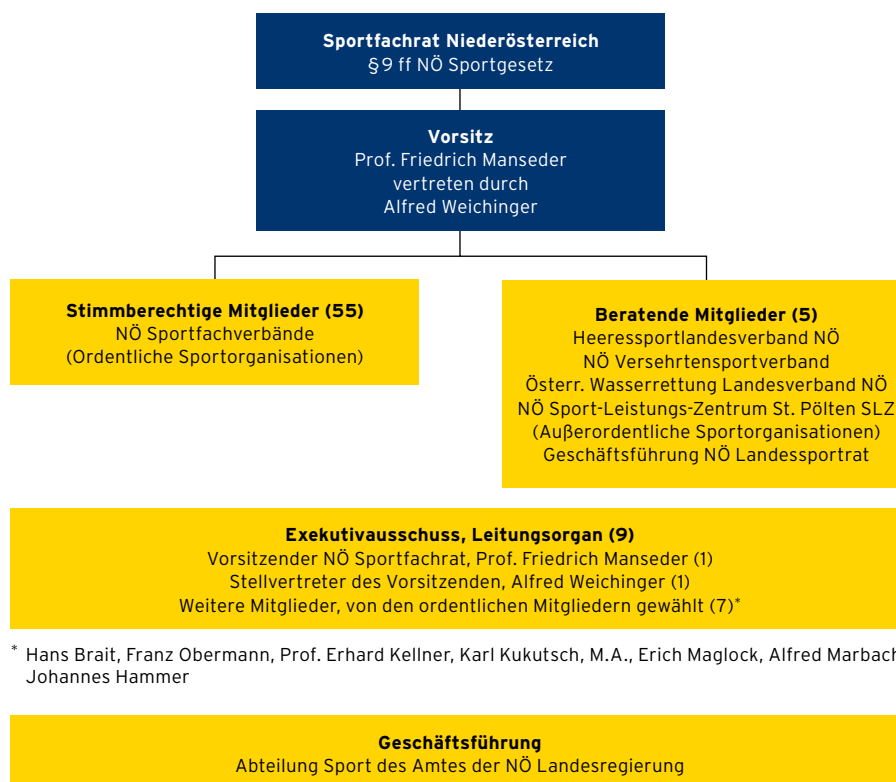 Sportfachrat Niederösterreich
§9 ff NÖ Sportgesetz
Vorsitz
Prof. Friedrich Manseder
vertreten durch
Alfred Weichinger
Stimmberechtige Mitglieder (55)
NÖ Sportfachverbände
(Ordentliche Sportorganisationen)
Beratende Mitglieder (5)
Heeressportlandesverband NÖ
NÖ Versehrtensportverband
Österr. Wasserrettung Landesverband NÖ
NÖ Sport-Leistungs-Zentrum St. Pölten SLZ
(Außerordentliche Sportorganisationen)
Geschäftsführung NÖ Landessportrat
Exekutivausschuss, Leitungsorgan (9)
Vorsitzender NÖ Sportfachrat, Prof. Friedrich Manseder (1)
Stellvertreter des Vorsitzenden, Alfred Weichinger (1)
Weitere Mitglieder, von den ordentlichen Mitgliedern gewählt (7)*
* Hans Brait, Franz Obermann, Prof. Erhard Kellner, Karl Kukutsch, M.A., Erich Maglock, Alfred
Johannes Hammer
Geschäftsführung
Abteilung Sport des Amtes der NÖ Landesregierung